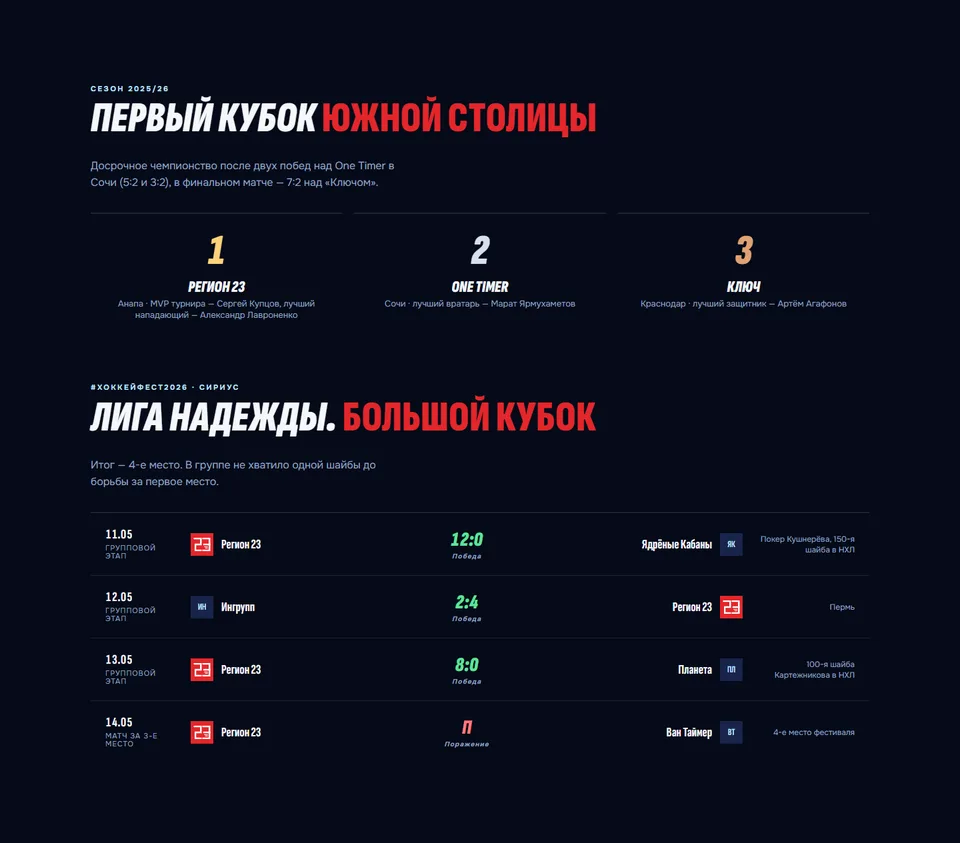 СЕЗОН 2025/26
ПЕРВЫЙ КУБОК ЮЖНОЙ СТОЛИЦЫ
Досрочное чемпионство после двух побед над One Timer в
Сочи (5:2 и 3:2), в финальном матче — 7:2 над «Ключом».
1
РЕГИОН 23
Анапа · MVP турнира — Сергей Купцов, лучший
нападающий — Александр Лавроненко
2
ONE TIMER
Сочи · лучший вратарь — Марат Ярмухаметов
3
КЛЮЧ
Краснодар · лучший защитник — Артём Агафонов
#ХОККЕЙФЕСТ2026 · СИРИУС
ЛИГА НАДЕЖДЫ. БОЛЬШОЙ КУБОК
Итог — 4-е место. В группе не хватило одной шайбы до
борьбы за первое место.
11.05
ГРУППОВОЙ
ЭТАП
23 Регион 23
12:0
Победа
Ядрёные Кабаны ЯК
Покер Кушнерёва, 150-я
шайба в НХЛ
12.05
ГРУППОВОЙ
ЭТАП
ИН Ингрупп
2:4
Победа
Регион 23 23
Пермь
13.05
ГРУППОВОЙ
ЭТАП
23 Регион 23
8:0
Победа
Планета ПЛ
100-я шайба
Картежникова в НХЛ
14.05
МАТЧ ЗА 3-Е
МЕСТО
23 Регион 23
П
Поражение
Ван Таймер ВТ
4-е место фестиваля